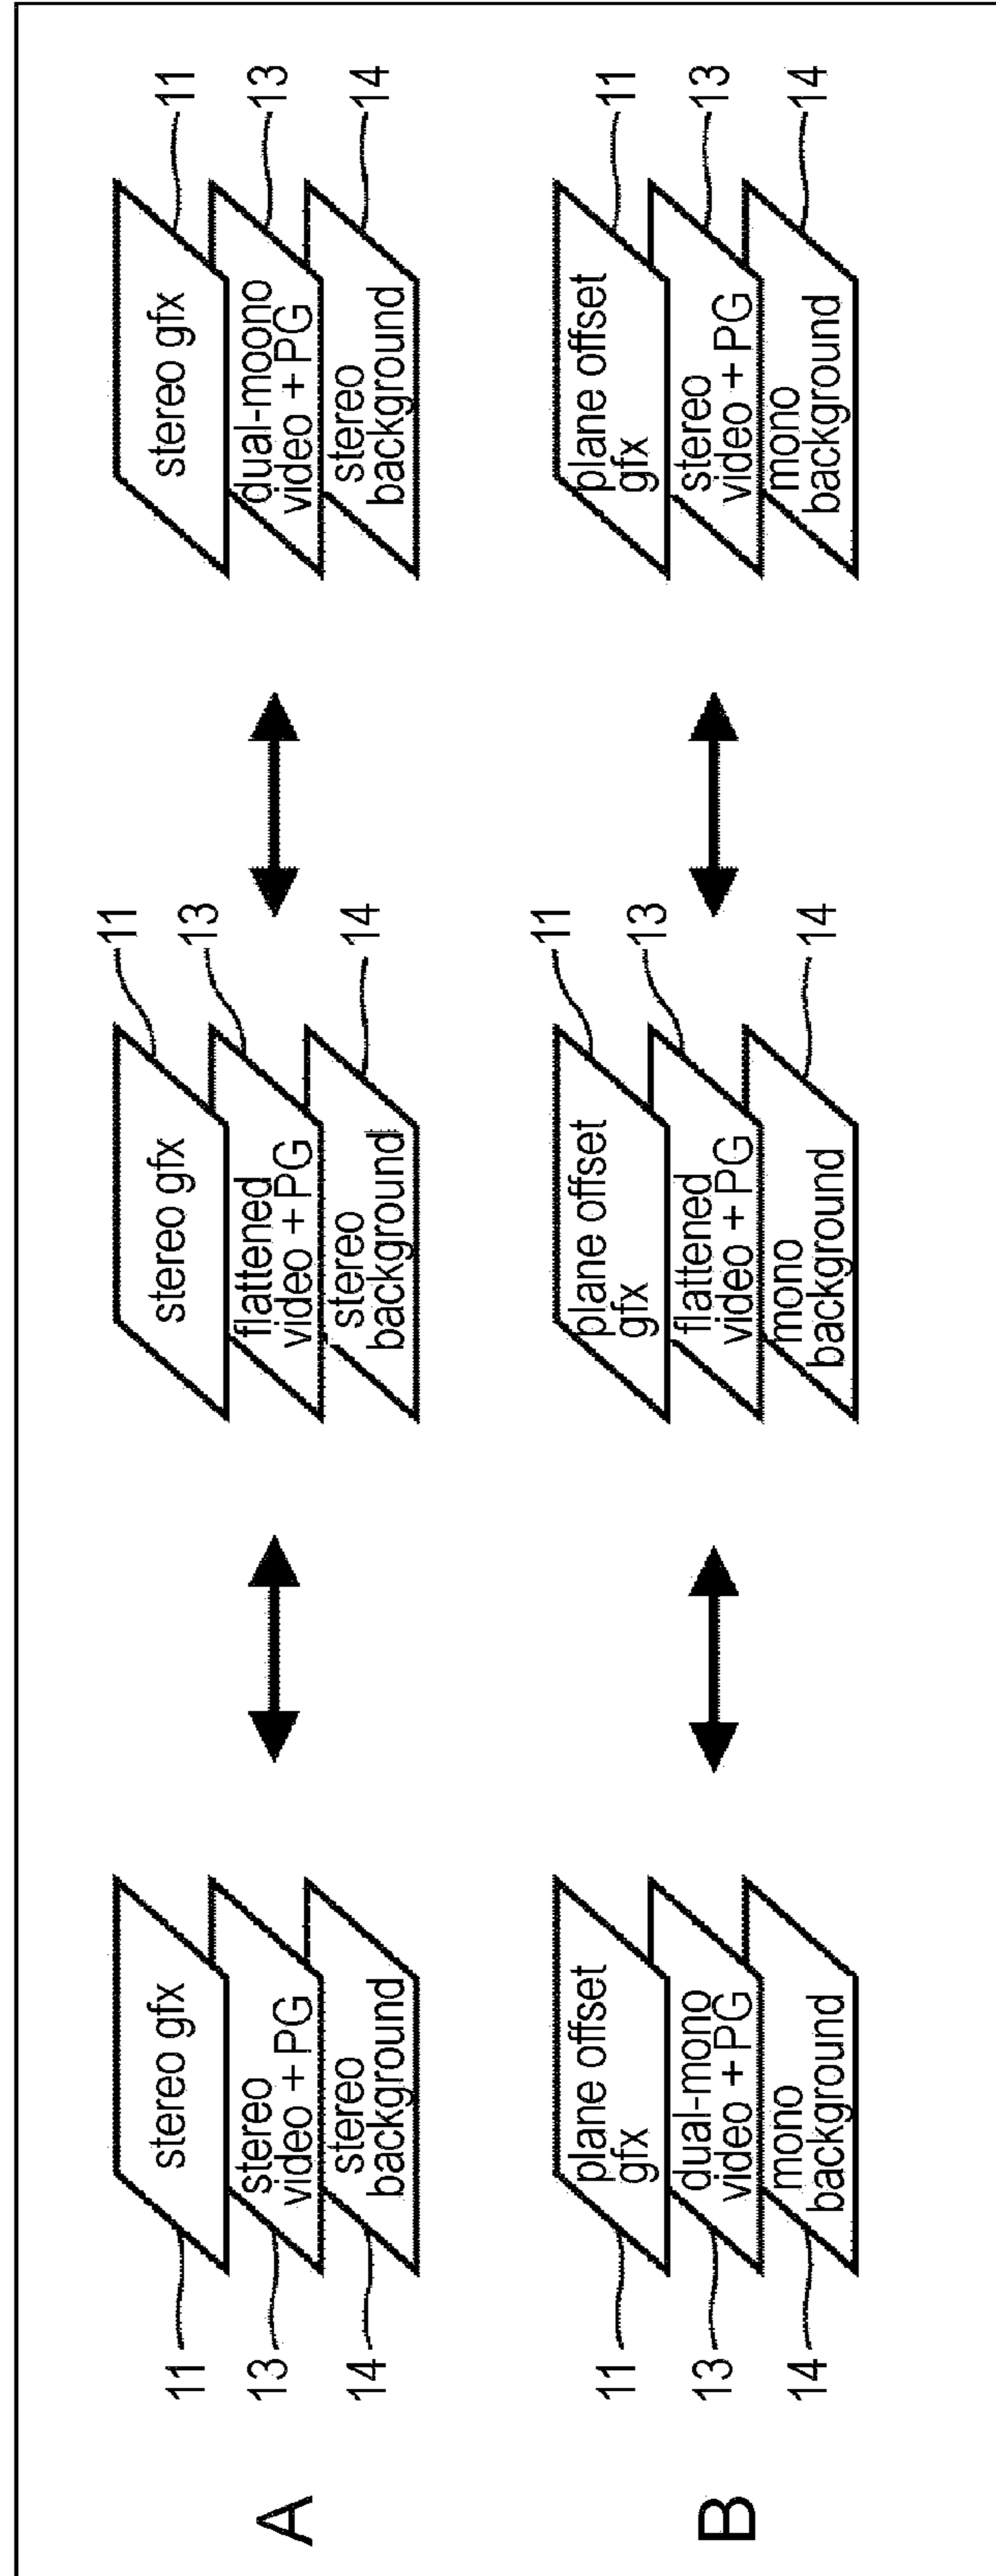 A
11
13
14
stereo gfx
stereo
video + PG
stereo
background
11
13
14
stereo gfx
flattened
video + PG
stereo
background
11
13
14
stereo gfx
dual-moono
video + PG
stereo
background
B
11
13
14
plane offset
gfx
dual-mono
video + PG
mono
background
11
13
14
plane offset
gfx
flattened
video + PG
mono
background
11
13
14
plane offset
gfx
stereo
video + PG
mono
background